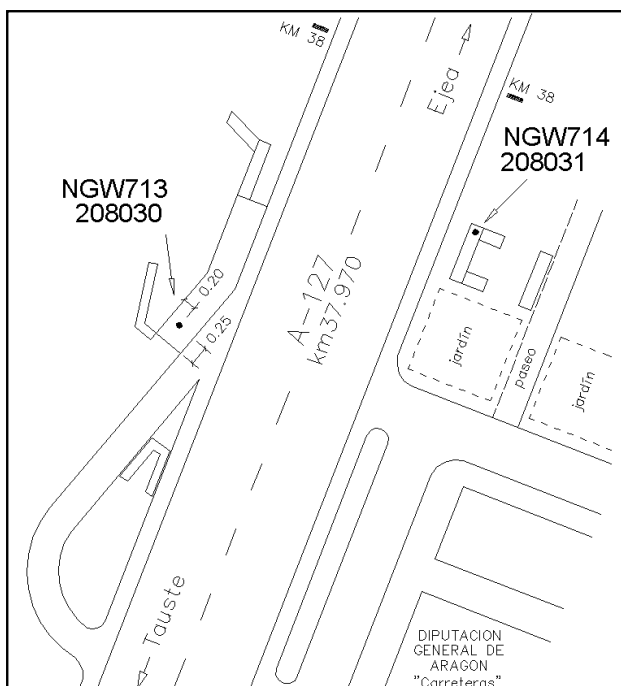 KM 38
Ejea
KM 38
NGW714
208031
NGW713
208030
0.20
A-127
km37.970
0.25
jardín
paseo
jardín
Tauste
DIPUTACION
GENERAL DE
ARAGON
"Carreteras"